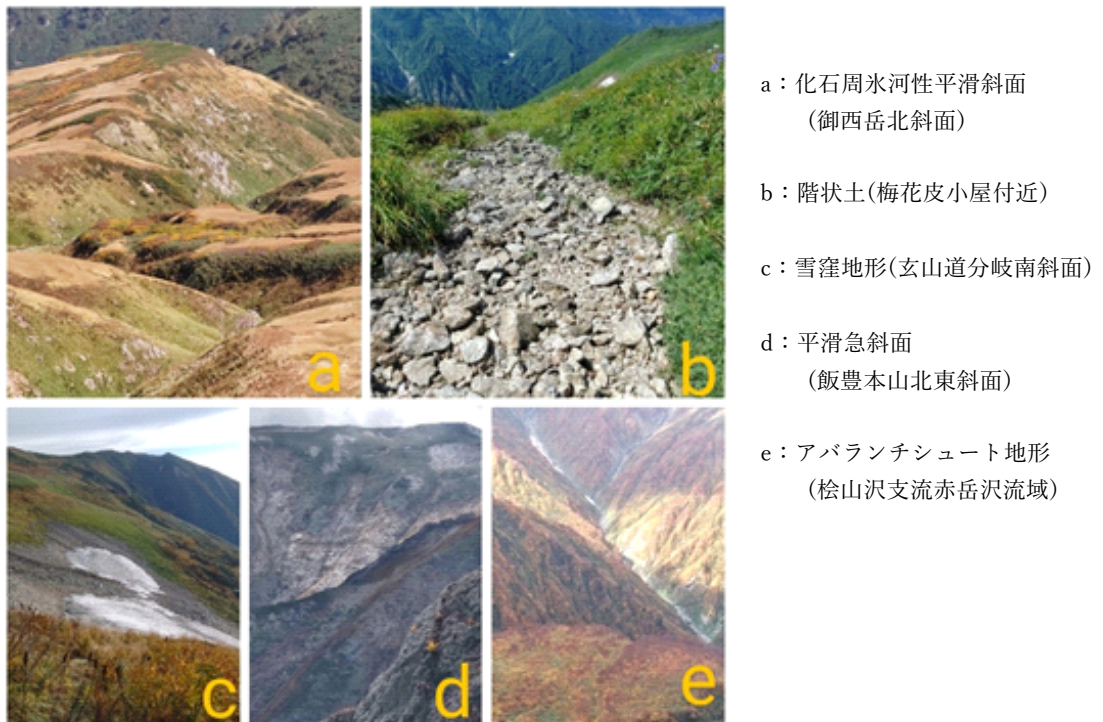 a：化石周氷河性平滑斜面
(御西岳北斜面)
b：階状土(梅花皮小屋付近)
c：雪窪地形(玄山道分岐南斜面)
d：平滑急斜面
(飯豊本山北東斜面)
e：アバランチシュート地形
(桧山沢支流赤岳沢流域)
a
b
c
d
e